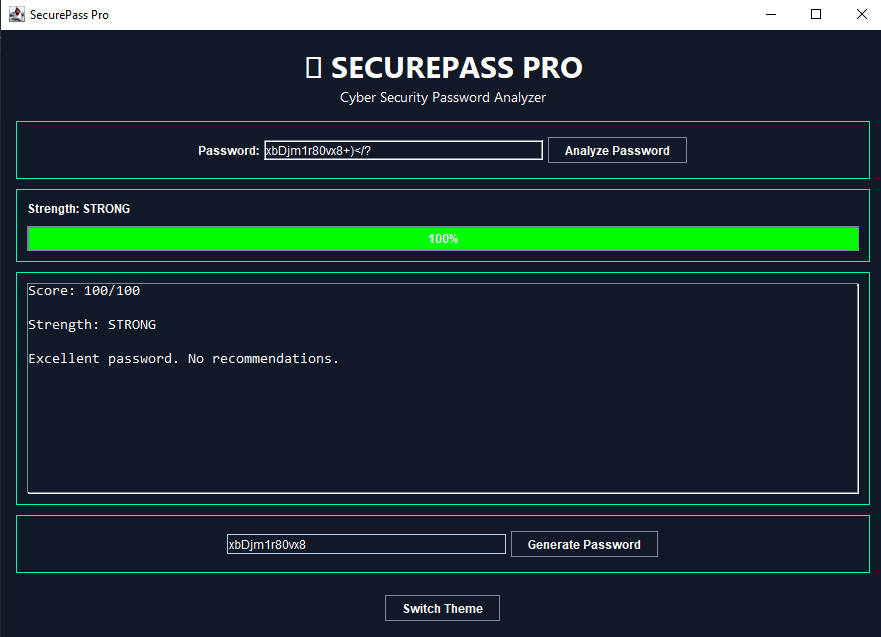 SecurePass Pro
SECUREPASS PRO
Cyber Security Password Analyzer
Password: xbDjm1r80vx8+)</? Analyze Password
Strength: STRONG
100%
Score: 100/100
Strength: STRONG
Excellent password. No recommendations.
xbDjm1r80vx8 Generate Password
Switch Theme